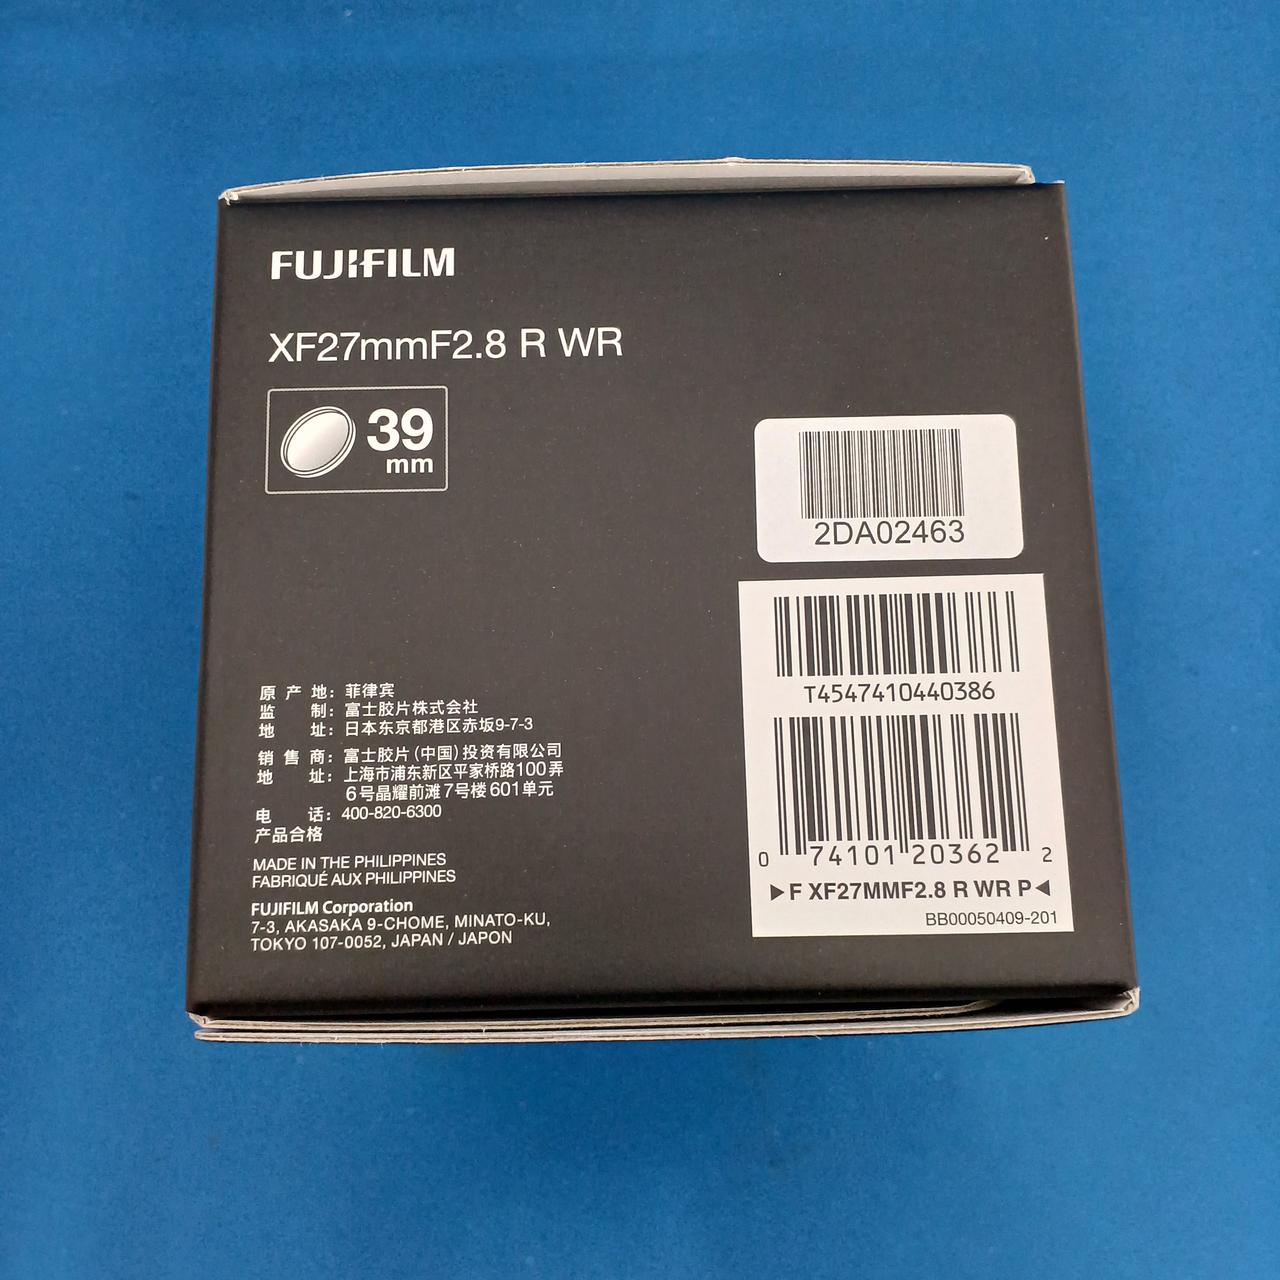 FUJIFILM
XF27mmF2.8 R WR
39
mm
2DA02463
T4547410440386
0 74101 20362 2
▶F XF27MMF2.8 R WR P◀
BB00050409-201
原产地：菲律宾
监制：富士胶片株式会社
地址：日本东京都港区赤坂9-7-3
销售商：富士胶片(中国)投资有限公司
地址：上海市浦东新区平家桥路100弄
6号晶耀前滩7号楼601单元
电话：400-820-6300
产品合格
MADE IN THE PHILIPPINES
FABRIQUÉ AUX PHILIPPINES
FUJIFILM Corporation
7-3, AKASAKA 9-CHOME, MINATO-KU,
TOKYO 107-0052, JAPAN / JAPON